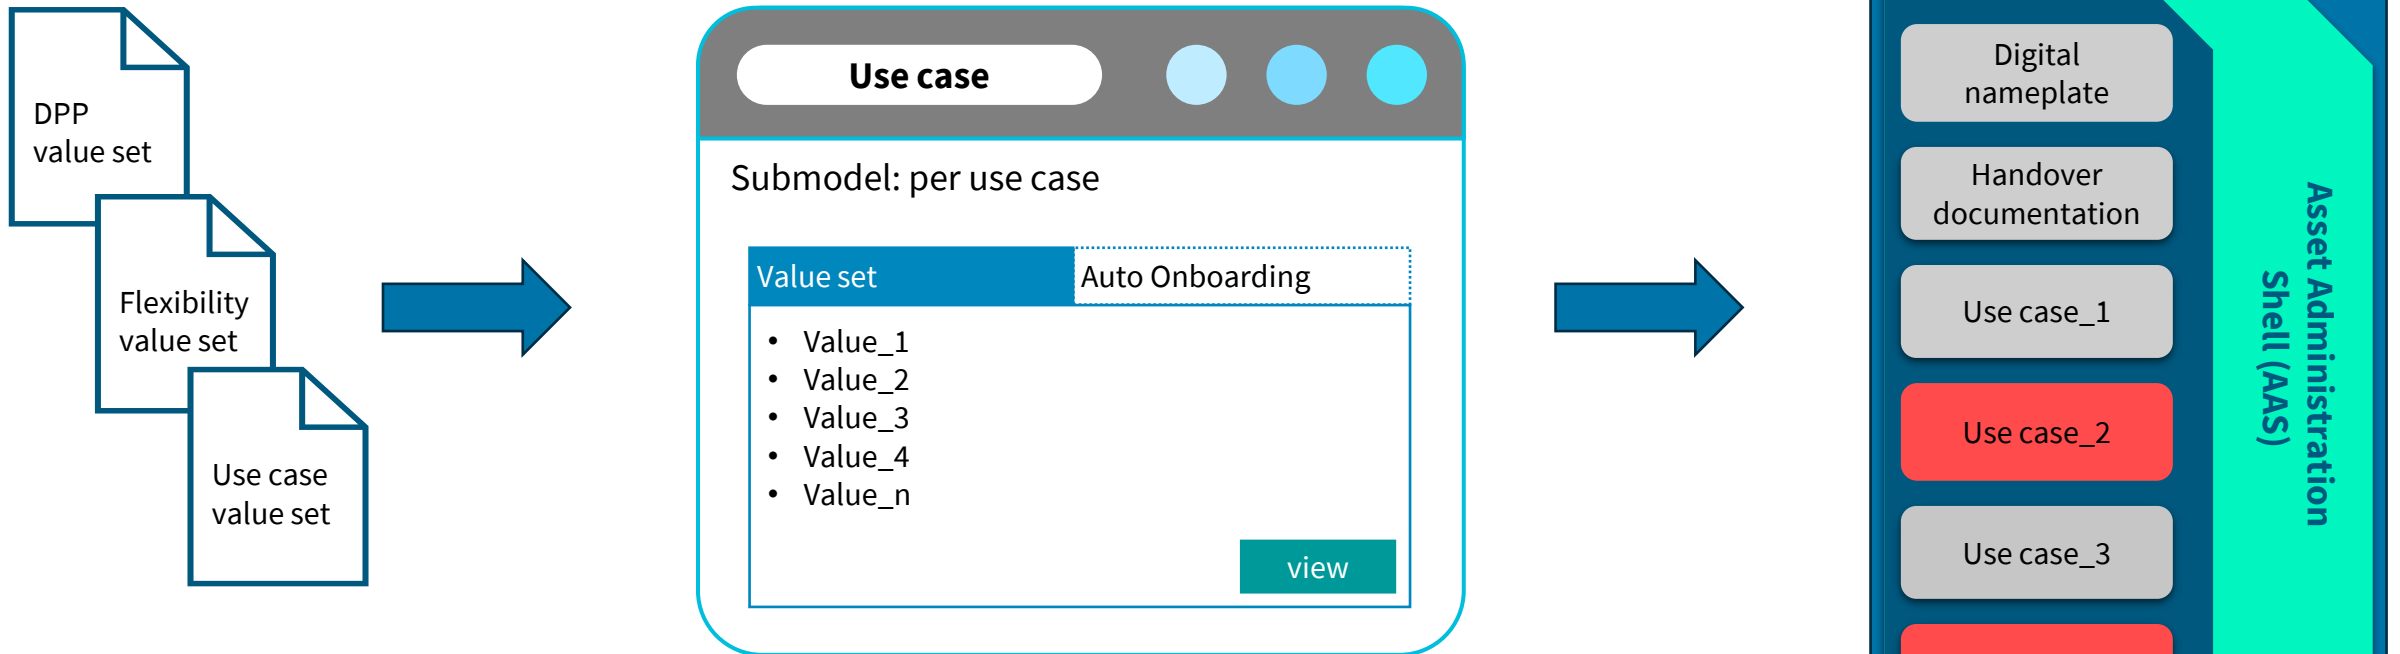 DPP
value set
Flexibility
value set
Use case
value set
Use case
Submodel: per use case
Value set
Auto Onboarding
• Value_1
• Value_2
• Value_3
• Value_4
• Value_n
view
Digital
nameplate
Handover
documentation
Use case_1
Use case_2
Use case_3
Asset Administration
Shell (AAS)